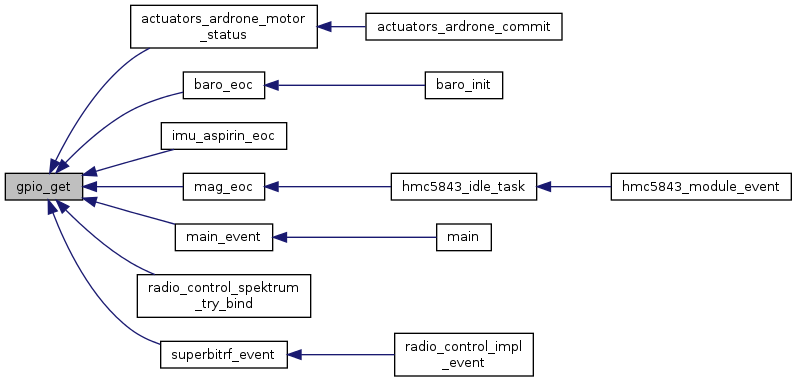 actuators_ardrone_motor
_status
actuators_ardrone_commit
baro_eoc
baro_init
imu_aspirin_eoc
gpio_get
mag_eoc
hmc5843_idle_task
hmc5843_module_event
main_event
main
radio_control_spektrum
_try_bind
superbitrf_event
radio_control_impl
_event